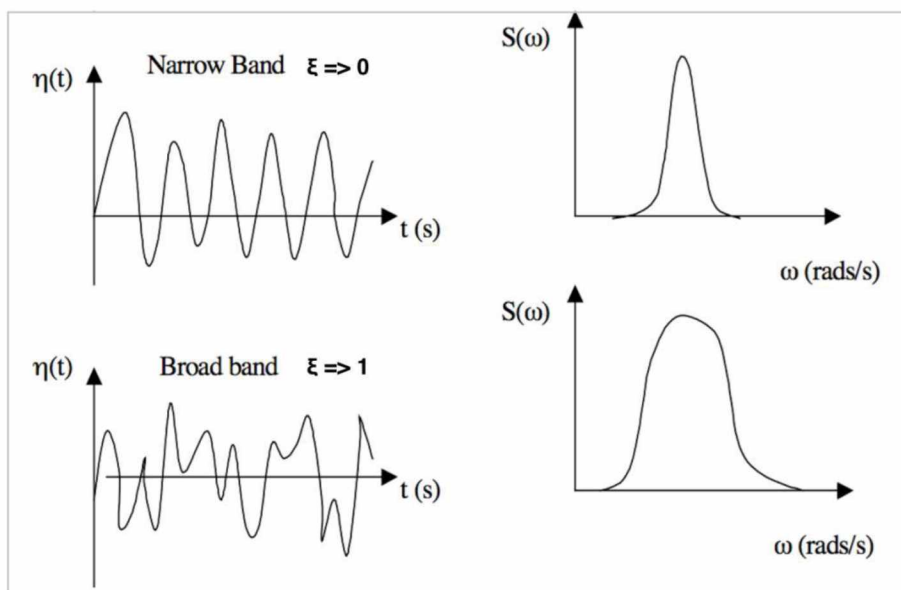 η(t)
Narrow Band ξ => 0
t (s)
S(ω)
ω (rads/s)
η(t)
Broad band ξ => 1
t (s)
S(ω)
ω (rads/s)